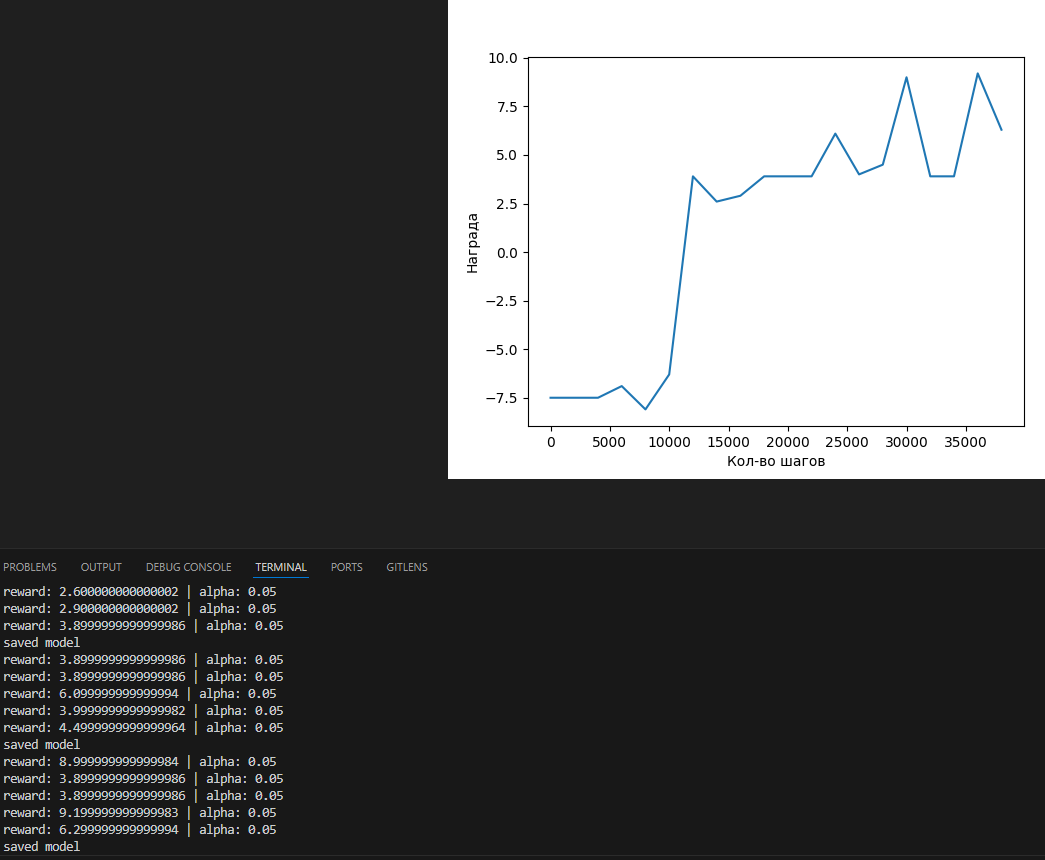 10.0
7.5
5.0
2.5
0.0
−2.5
−5.0
−7.5
Награда
0 5000 10000 15000 20000 25000 30000 35000
Кол-во шагов
PROBLEMS OUTPUT DEBUG CONSOLE TERMINAL PORTS GITLENS
reward: 2.600000000000002 | alpha: 0.05
reward: 2.900000000000002 | alpha: 0.05
reward: 3.8999999999999986 | alpha: 0.05
saved model
reward: 3.8999999999999986 | alpha: 0.05
reward: 3.8999999999999986 | alpha: 0.05
reward: 6.099999999999994 | alpha: 0.05
reward: 3.9999999999999982 | alpha: 0.05
reward: 4.4999999999999964 | alpha: 0.05
saved model
reward: 8.999999999999984 | alpha: 0.05
reward: 3.8999999999999986 | alpha: 0.05
reward: 3.8999999999999986 | alpha: 0.05
reward: 9.199999999999983 | alpha: 0.05
reward: 6.299999999999994 | alpha: 0.05
saved model